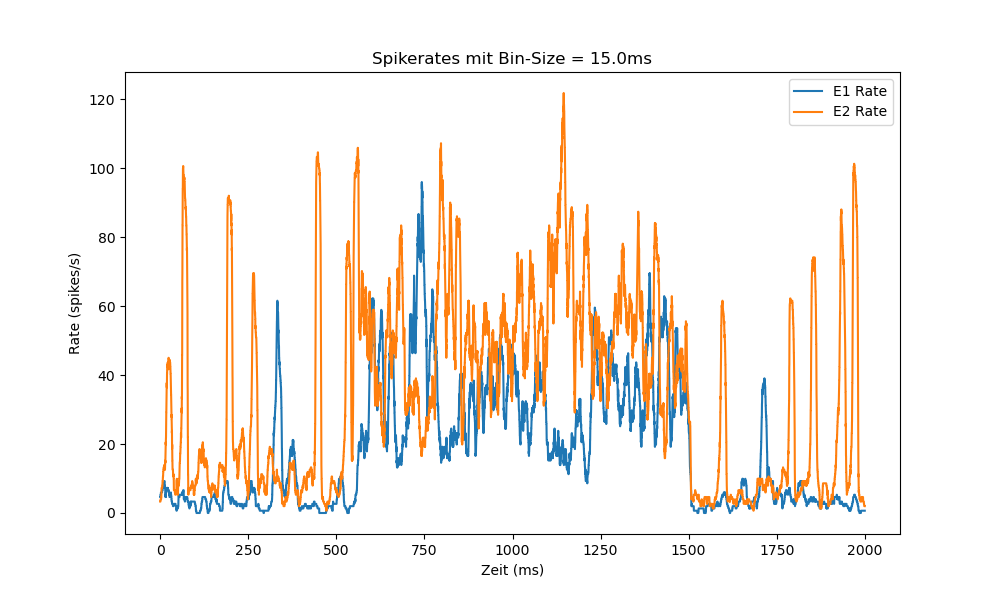 Spikerates mit Bin-Size = 15.0ms
E1 Rate
E2 Rate
120
100
80
60
40
20
0
Rate (spikes/s)
0 250 500 750 1000 1250 1500 1750 2000
Zeit (ms)